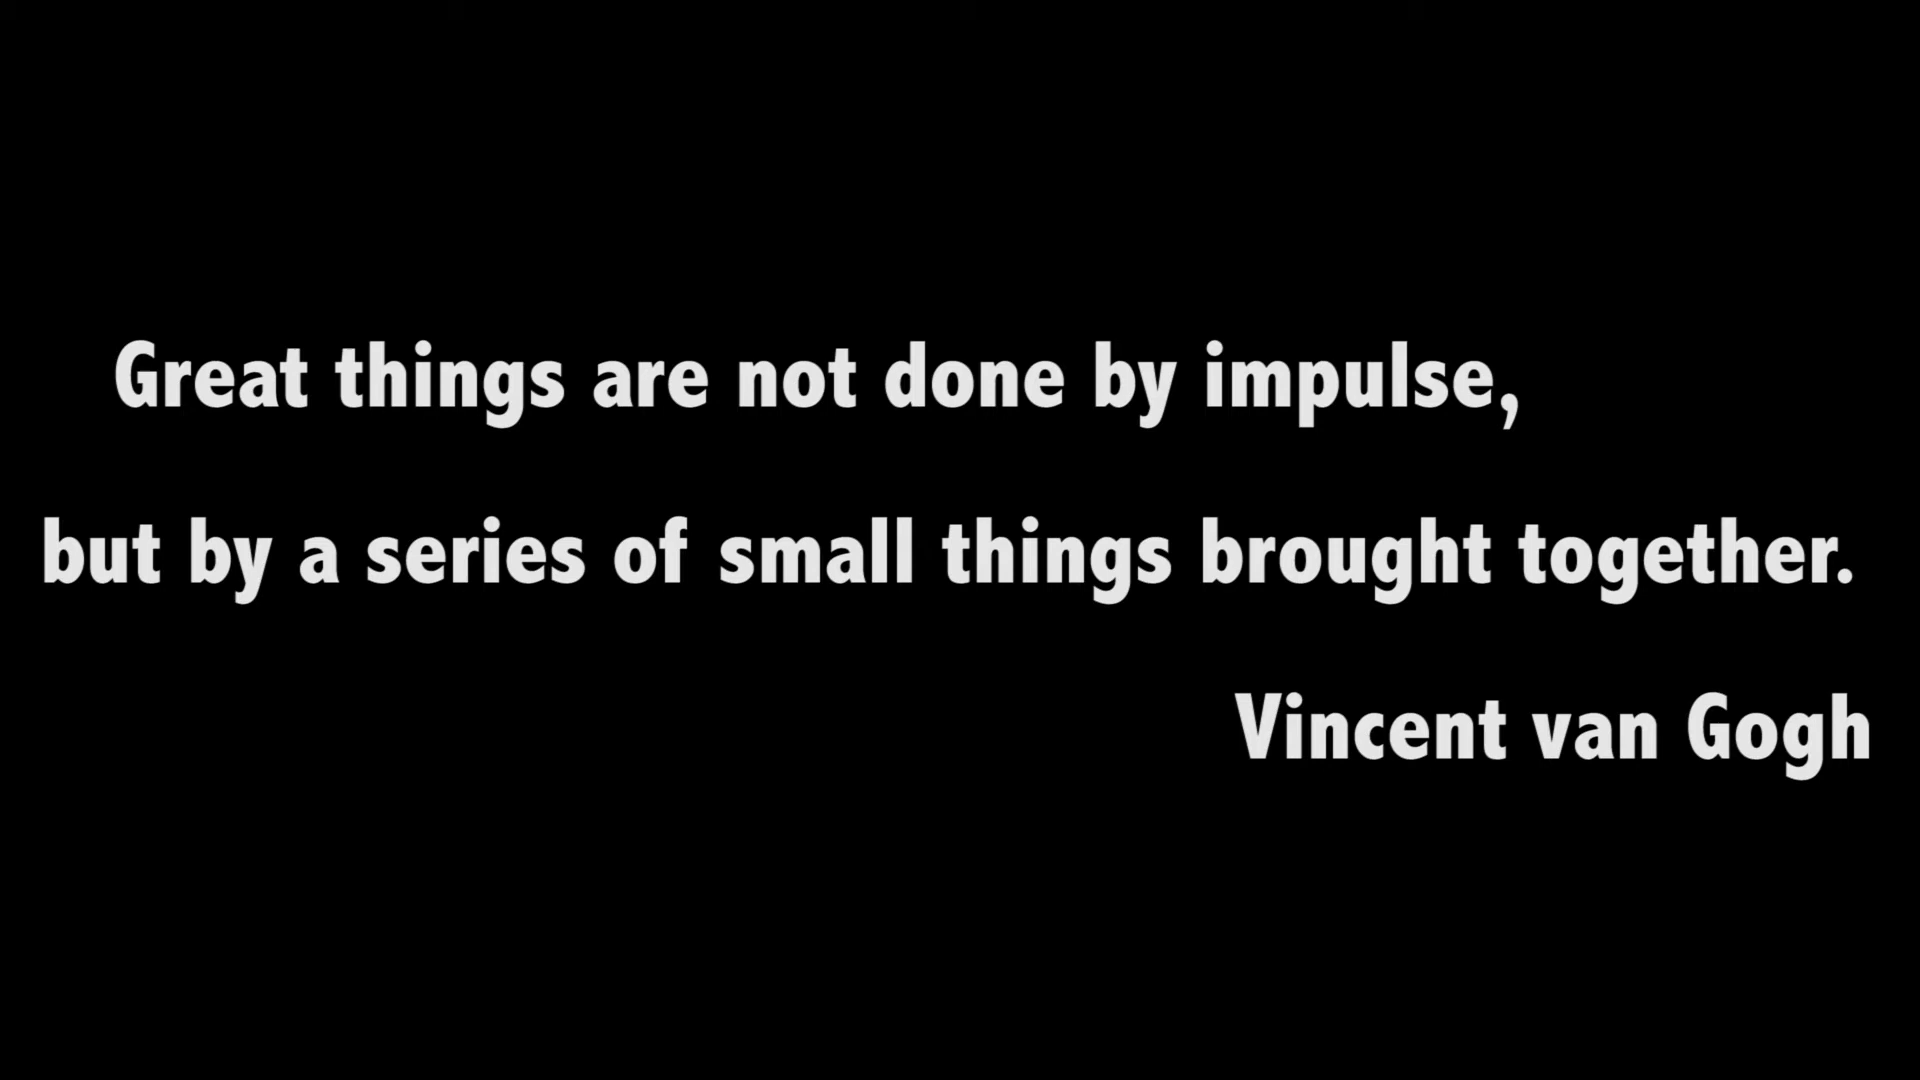 Great things are not done by impulse,
but by a series of small things brought together.
Vincent van Gogh